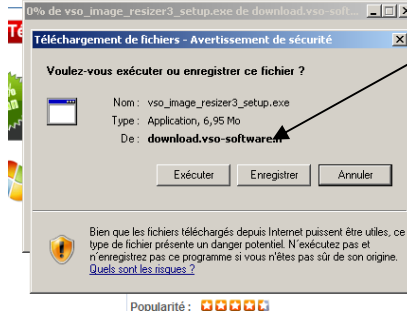 0% de vso_image_resizer3_setup.exe de download.vso-soft...
Téléchargement de fichiers - Avertissement de sécurité
Voulez-vous exécuter ou enregistrer ce fichier ?
Nom : vso_image_resizer3_setup.exe
Type : Application, 6,95 Mo
De : download.vso-software.
Exécuter Enregistrer Annuler
Bien que les fichiers téléchargés depuis Internet puissent être utiles, ce
type de fichier présente un danger potentiel. N'exécutez pas et
n'enregistrez pas ce programme si vous n'êtes pas sûr de son origine.
Quels sont les risques ?
Popularité :